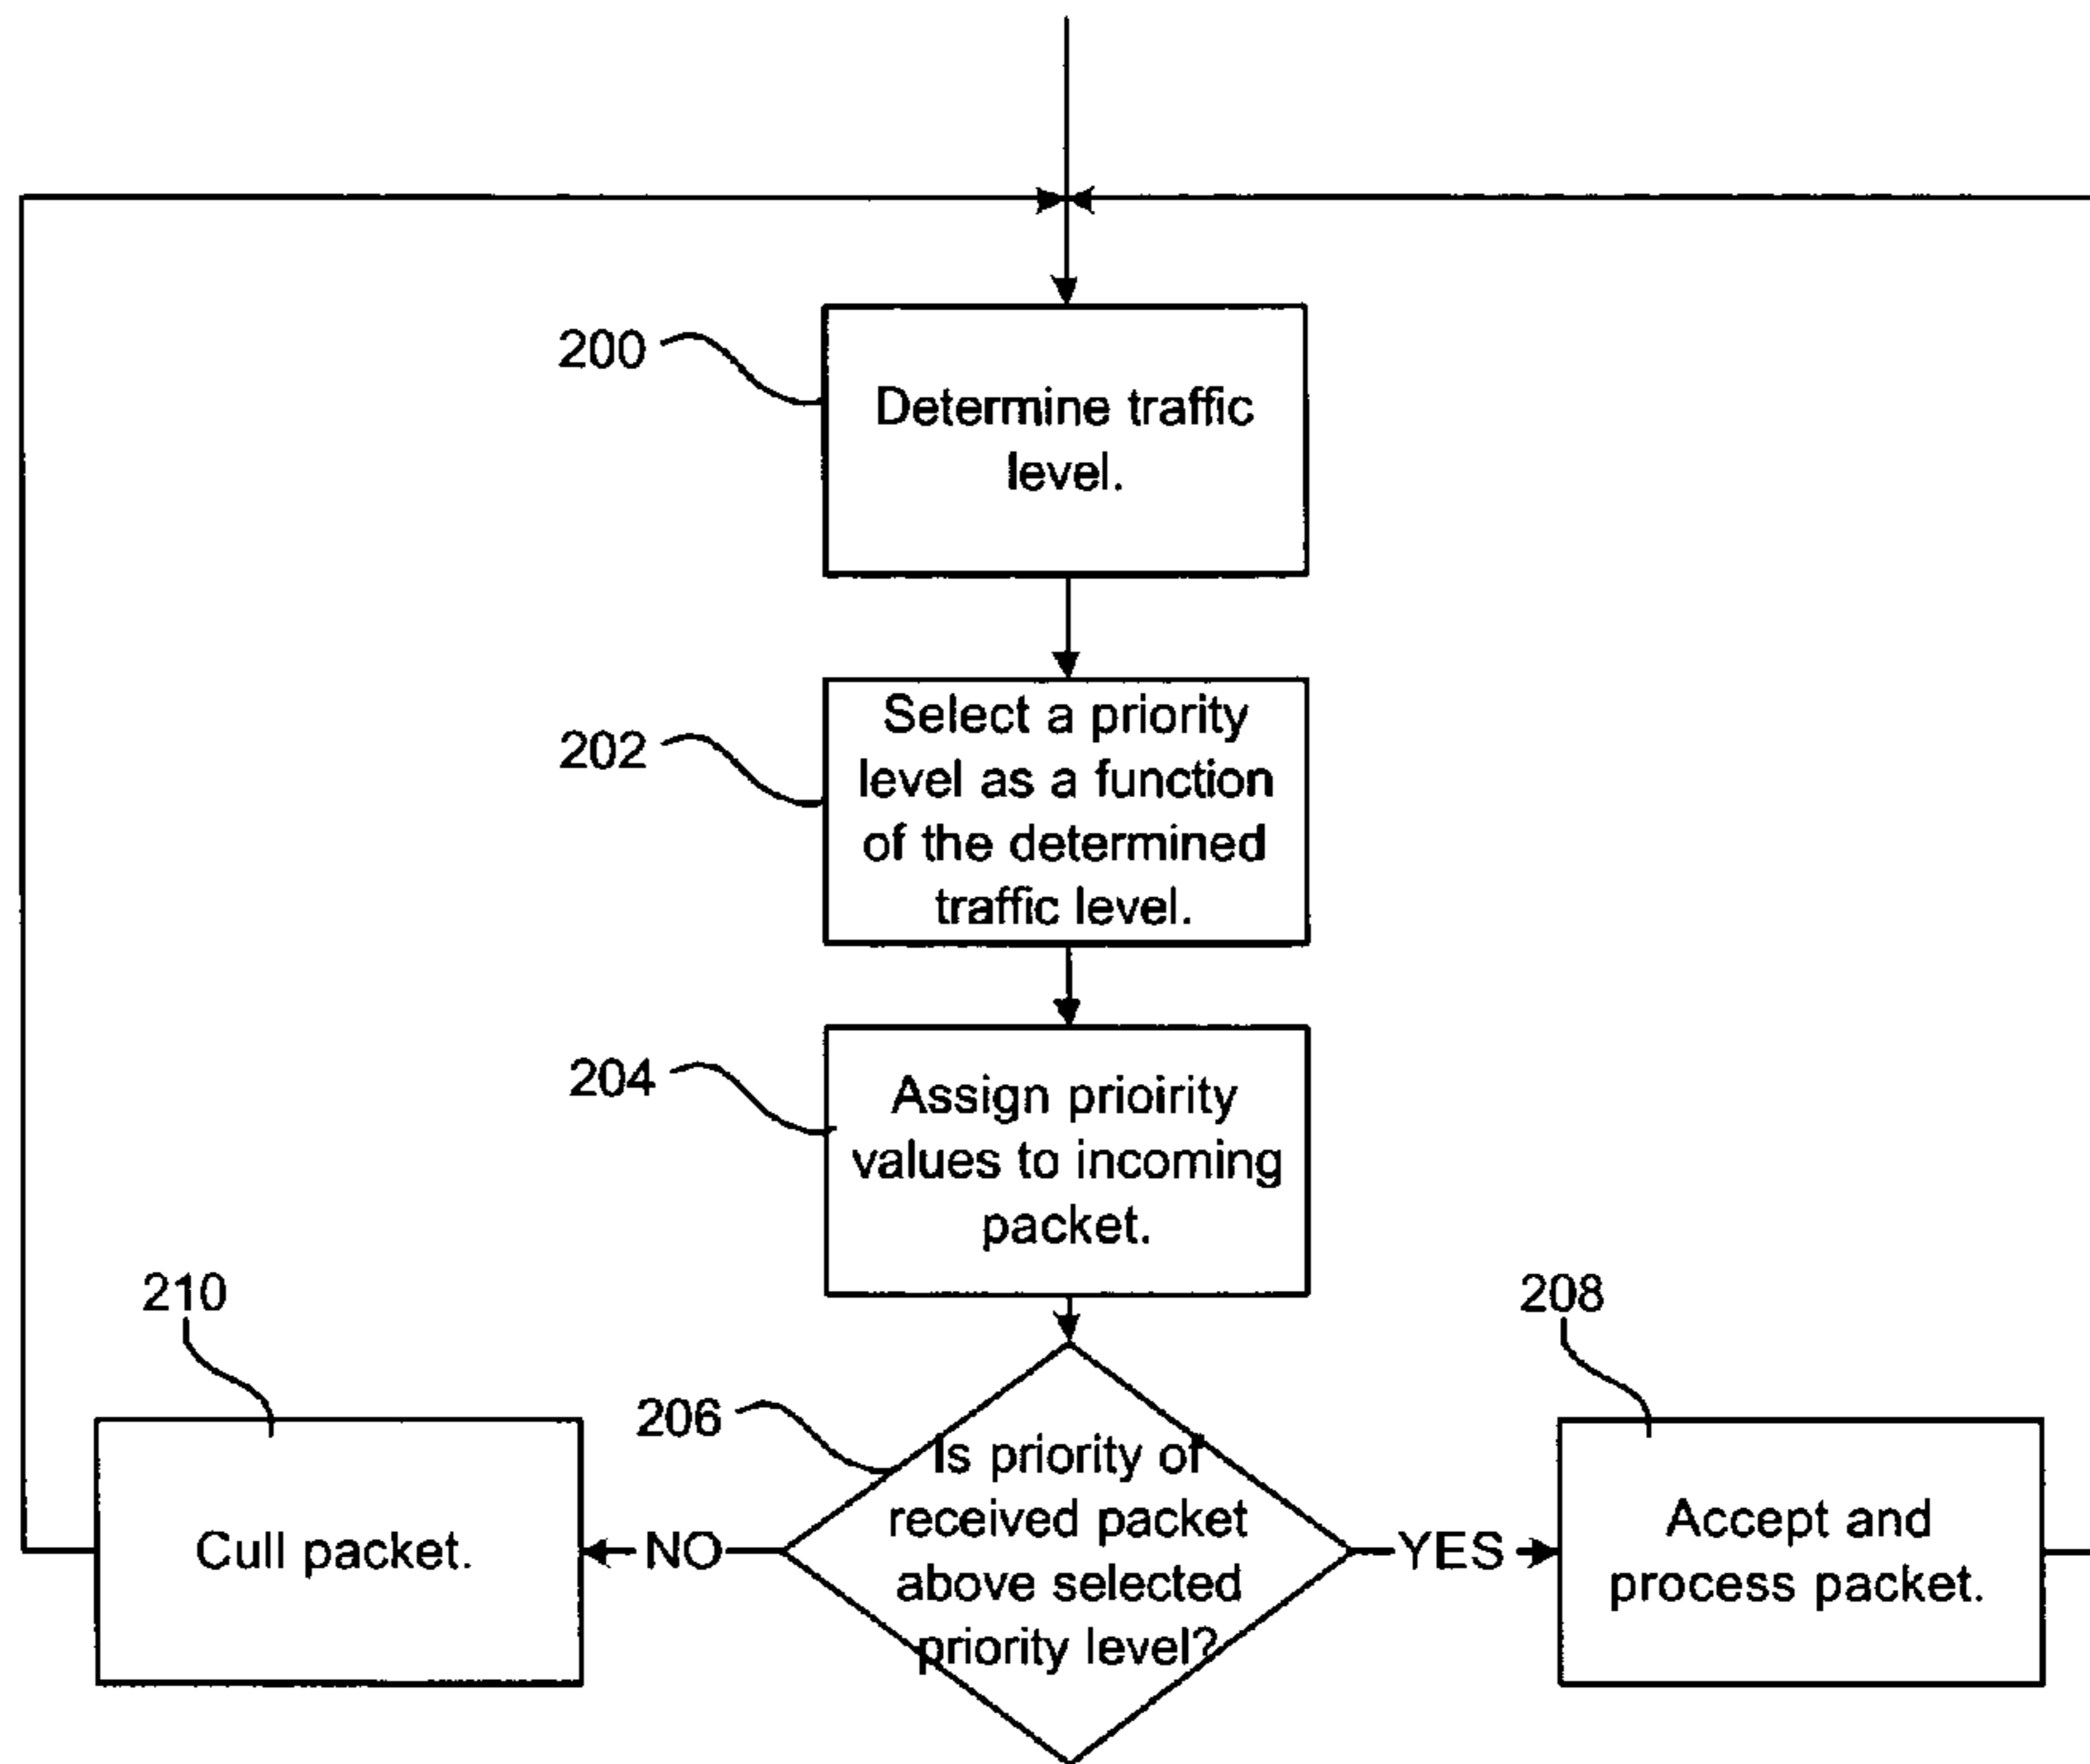 200
Determine traffic
level.
202
Select a priority
level as a function
of the determined
traffic level.
204
Assign prioirity
values to incoming
packet.
210
206
208
Is priority of
received packet
above selected
priority level?
Cull packet.
NO
YES
Accept and
process packet.